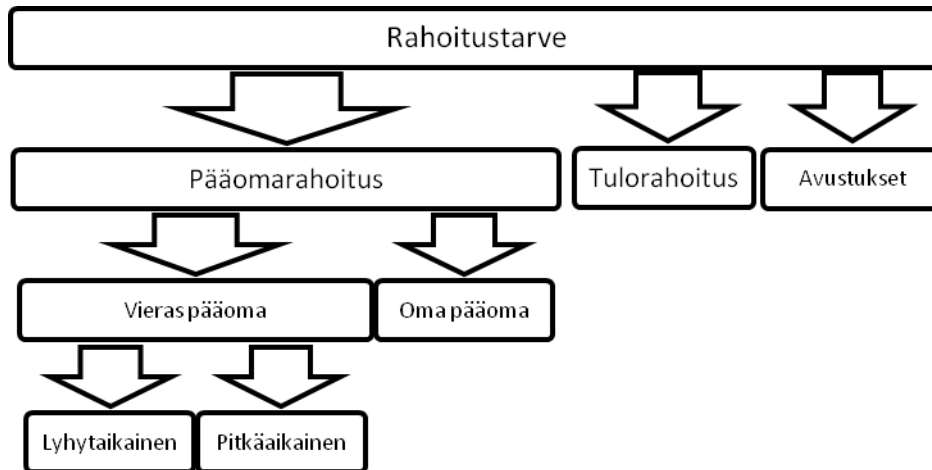 Rahoitustarve
Pääomarahoitus
Tulorahoitus
Avustukset
Vieras pääoma
Oma pääoma
Lyhytaikainen
Pitkäaikainen